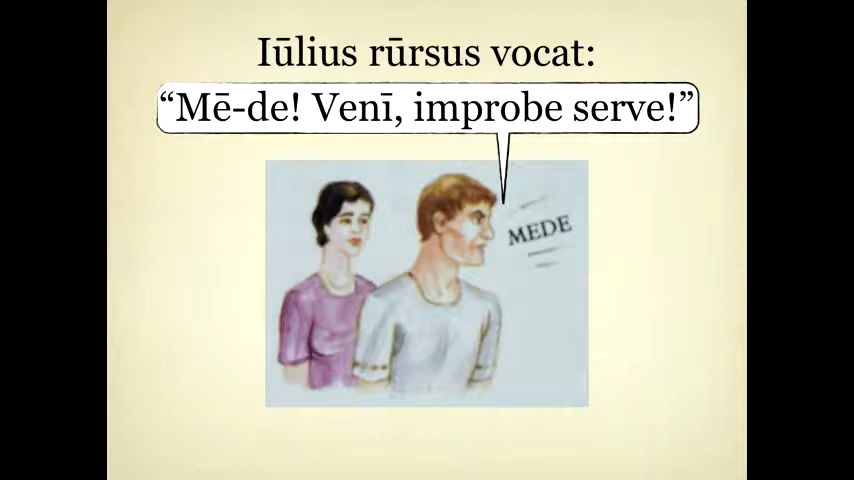 Iūlius rūrsus vocat:
“Mē-de! Venī, improbe serve!”
MEDE